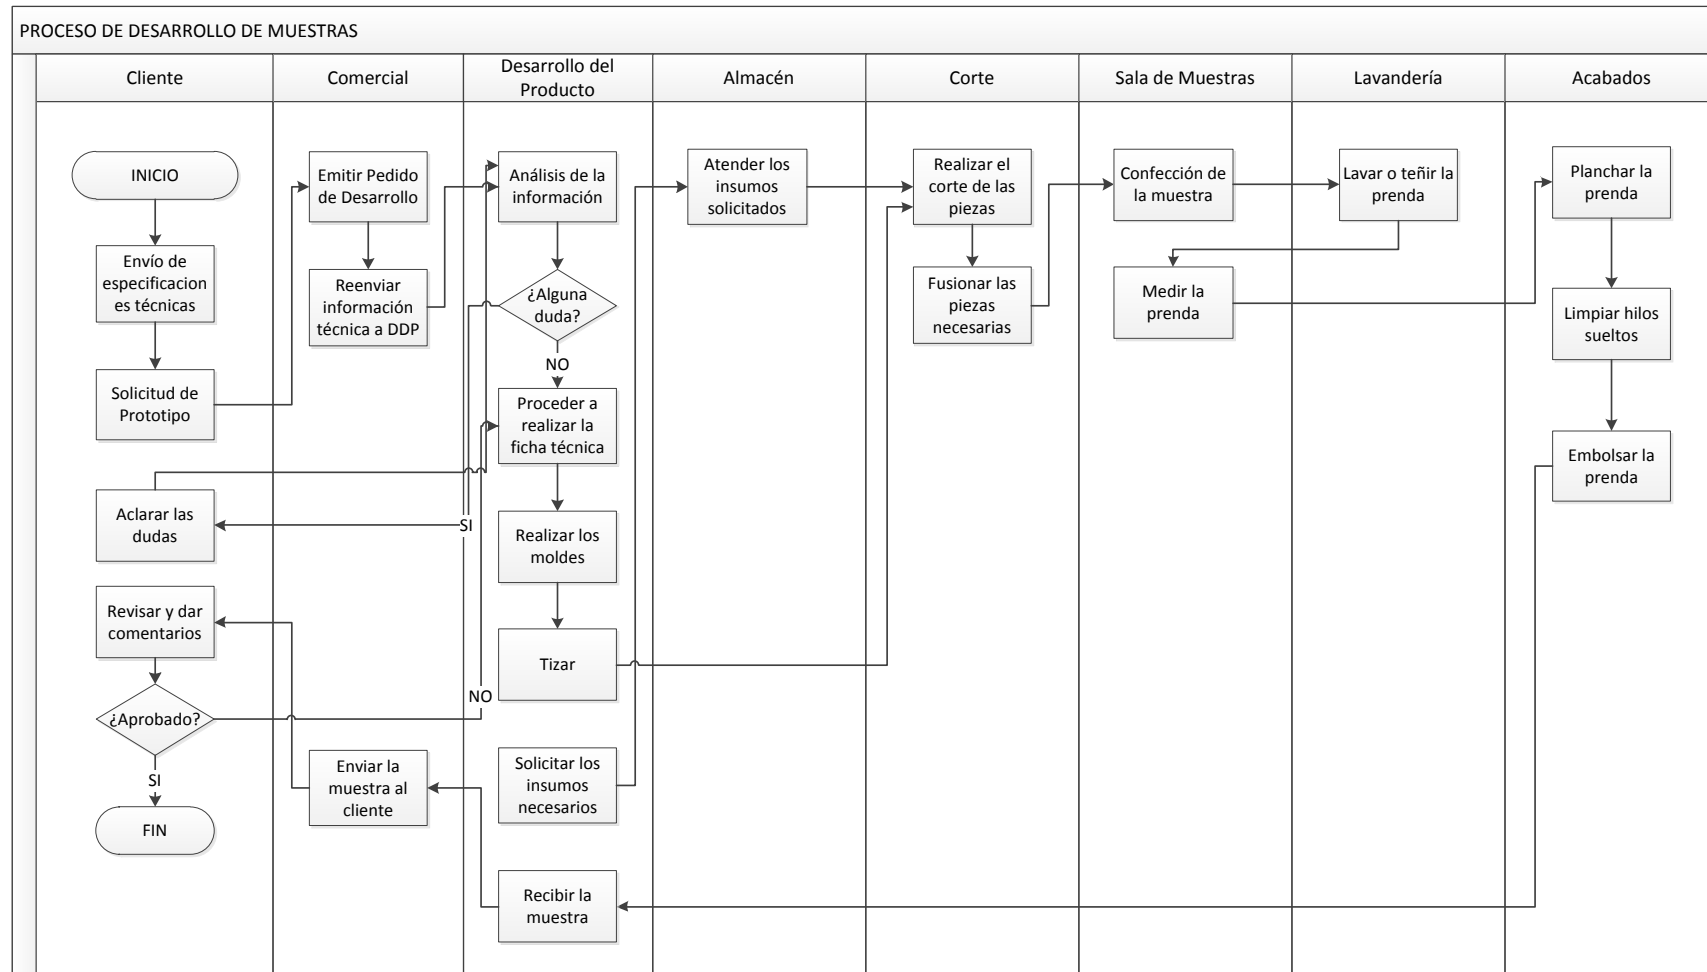 PROCESO DE DESARROLLO DE MUESTRAS
Cliente
Comercial
Desarrollo del
Producto
Almacén
Corte
Sala de Muestras
Lavandería
Acabados
INICIO
Envío de
especificacion
es técnicas
Solicitud de
Prototipo
Aclarar las
dudas
Revisar y dar
comentarios
¿Aprobado?
SI
FIN
Emitir Pedido
de Desarrollo
Reenviar
información
técnica a DDP
Enviar la
muestra al
cliente
Análisis de la
información
¿Alguna
duda?
NO
SI
Proceder a
realizar la
ficha técnica
Realizar los
moldes
Tizar
NO
Solicitar los
insumos
necesarios
Recibir la
muestra
Atender los
insumos
solicitados
Realizar el
corte de las
piezas
Fusionar las
piezas
necesarias
Confección de
la muestra
Medir la
prenda
Lavar o teñir la
prenda
Planchar la
prenda
Limpiar hilos
sueltos
Embolsar la
prenda